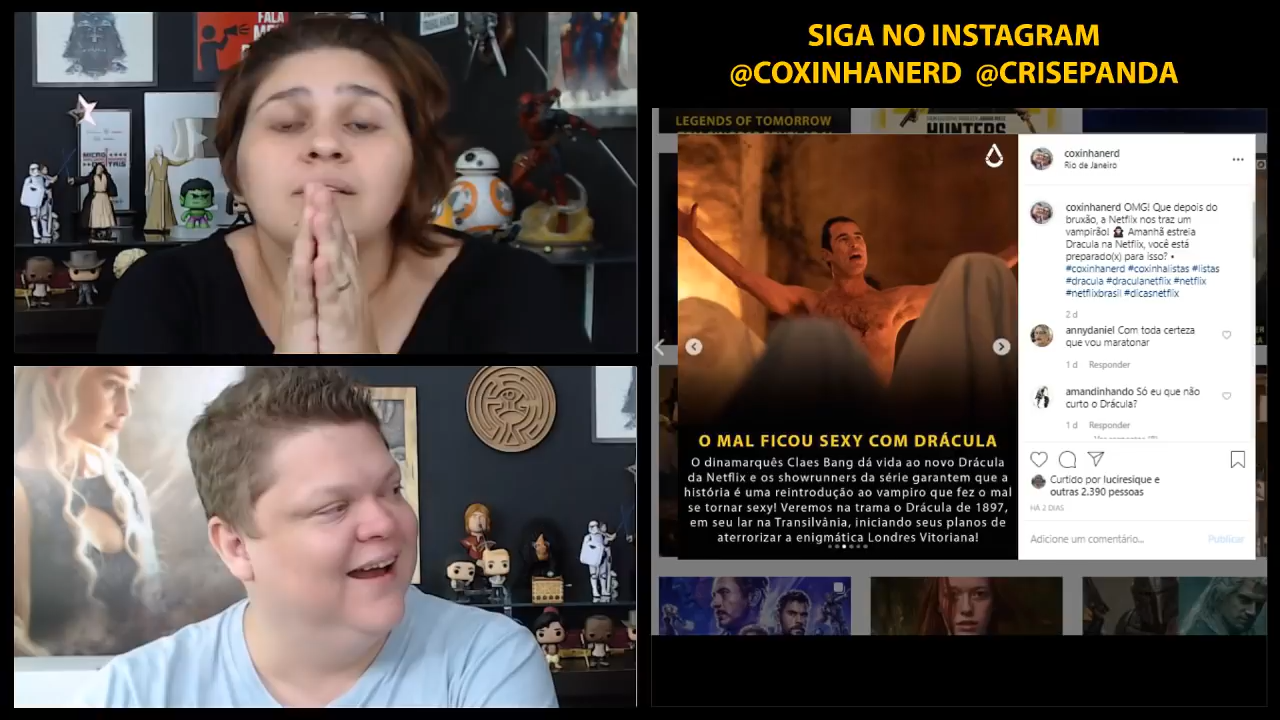 SIGA NO INSTAGRAM
@COXINHANERD @CRISEPANDA
FALA
LEGENDS OF TOMORROW
HUNTERS
coxinhanerd
Rio de Janeiro
coxinhanerd OMG! Que depois do
bruxão, a Netflix nos traz um
vampirão! Amanhã estreia
Dracula na Netflix, você está
preparado(x) para isso? •
#coxinhanerd #coxinhalistas #listas
#dracula #draculanetflix #netflix
#netflixbrasil #dicasnetflix
2 d
annydaniel Com toda certeza
que vou maratonar
1 d Responder
amandinhando Só eu que não
curto o Drácula?
1 d Responder
O MAL FICOU SEXY COM DRÁCULA
O dinamarquês Claes Bang dá vida ao novo Drácula
da Netflix e os showrunners da série garantem que a
história é uma reintrodução ao vampiro que fez o mal
se tornar sexy! Veremos na trama o Drácula de 1897,
em seu lar na Transilvânia, iniciando seus planos de
aterrorizar a enigmática Londres Vitoriana!
Curtido por luciresique e
outras 2.390 pessoas
HÁ 2 DIAS
Adicione um comentário...
Publicar